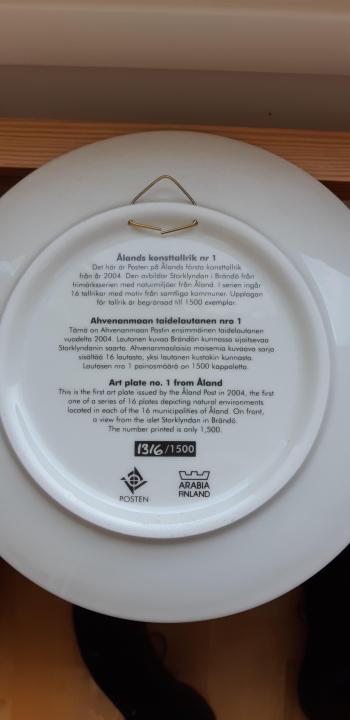 Ålands konsttallrik nr 1
Det här är Posten på Ålands första konsttallrik
från år 2004. Den avbildar Storklyndan i Brändö från
frimärksserien med naturmiljöer från Åland. I serien ingår
16 tallrikar med motiv från samtliga kommuner. Upplagan
för tallrik är begränsad till 1500 exemplar.
Ahvenanmaan taidelautanen nro 1
Tämä on Ahvenanmaan Postin ensimmäinen taidelautanen
vuodelta 2004. Lautanen kuvaa Brändön kunnassa sijaitsevaa
Storklyndanin saarta. Ahvenanmaalaisia maisemia kuvaava sarja
sisältää 16 lautasta, yksi lautanen kustakin kunnasta.
Lautasen nro 1 painosmäärä on 1500 kappaletta.
Art plate no. 1 from Åland
This is the first art plate issued by the Åland Post in 2004, the first
one of a series of 16 plates depicting natural environments
located in each of the 16 municipalities of Åland. On front,
a view from the islet Storklyndan in Brändö.
The number printed is only 1,500.
1316/1500
POSTEN
ARABIA
FINLAND